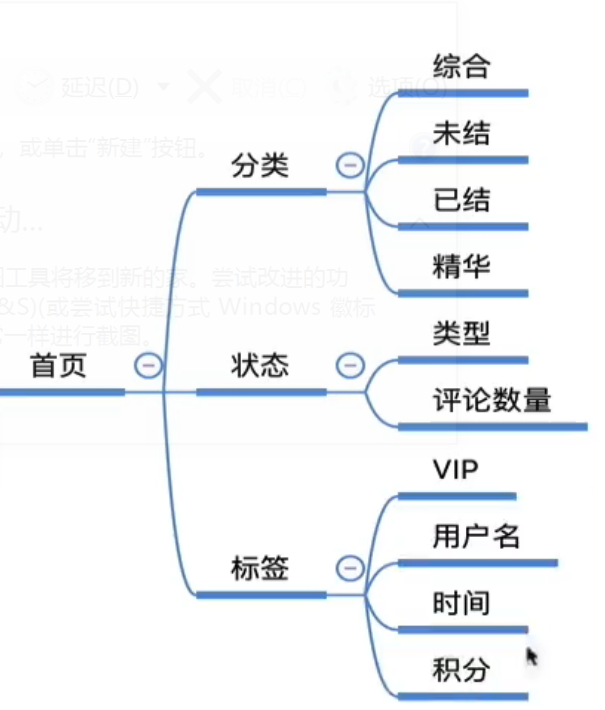 延迟(D)
取消(C)
选项(O)
，或单击“新建”按钮。
动...
工具将移到新的家。尝试改进的功
&S)(或尝试快捷方式 Windows 徽标
一样进行截图。
首页
分类
综合
未结
已结
精华
状态
类型
评论数量
标签
VIP
用户名
时间
积分